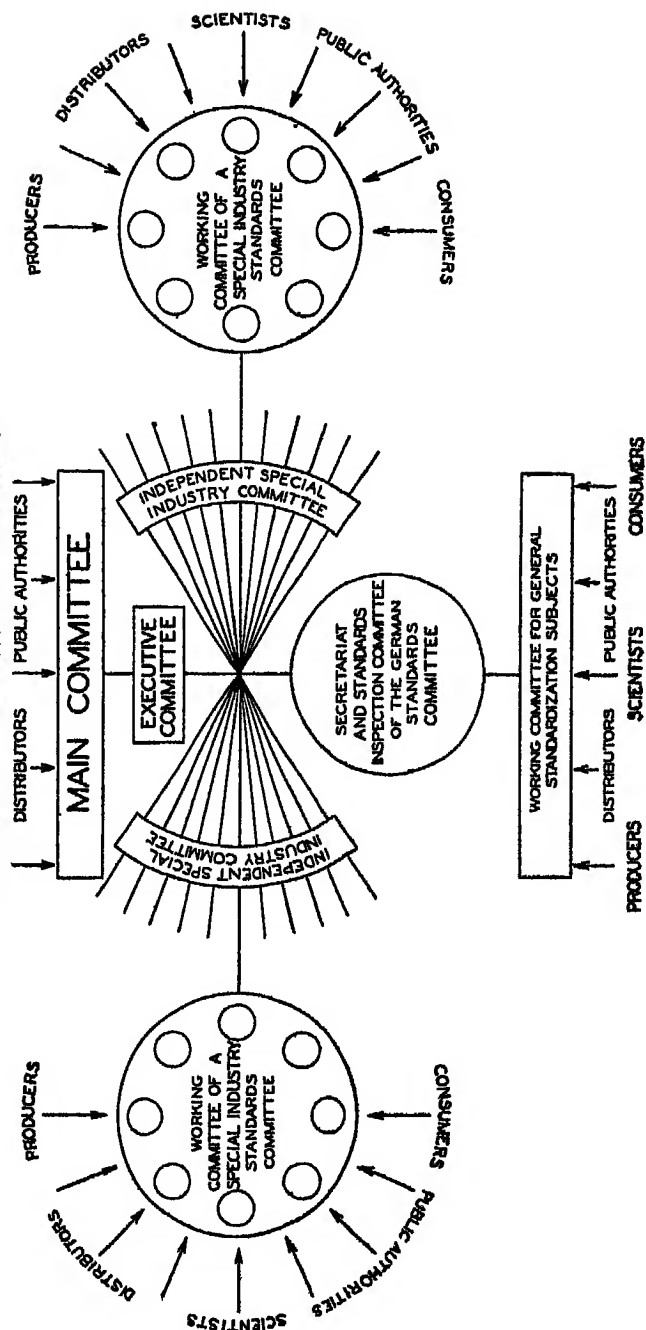 DISTRIBUTORS
PUBLIC AUTHORITIES
MAIN COMMITTEE
EXECUTIVE
COMMITTEE
PRODUCERS
DISTRIBUTORS
SCIENTISTS
PUBLIC AUTHORITIES
CONSUMERS
WORKING
COMMITTEE OF A
SPECIAL INDUSTRY
STANDARDS
COMMITTEE
INDEPENDENT SPECIAL
INDUSTRY COMMITTEE
INDEPENDENT SPECIAL
INDUSTRY COMMITTEE
PRODUCERS
DISTRIBUTORS
SCIENTISTS
PUBLIC AUTHORITIES
CONSUMERS
WORKING
COMMITTEE OF A
SPECIAL INDUSTRY
STANDARDS
COMMITTEE
SECRETARIAT
AND STANDARDS
INSPECTION COMMITTEE
OF THE GERMAN
STANDARDS
COMMITTEE
WORKING COMMITTEE FOR GENERAL
STANDARDIZATION SUBJECTS
DISTRIBUTORS PUBLIC AUTHORITIES
PRODUCERS SCIENTISTS CONSUMERS